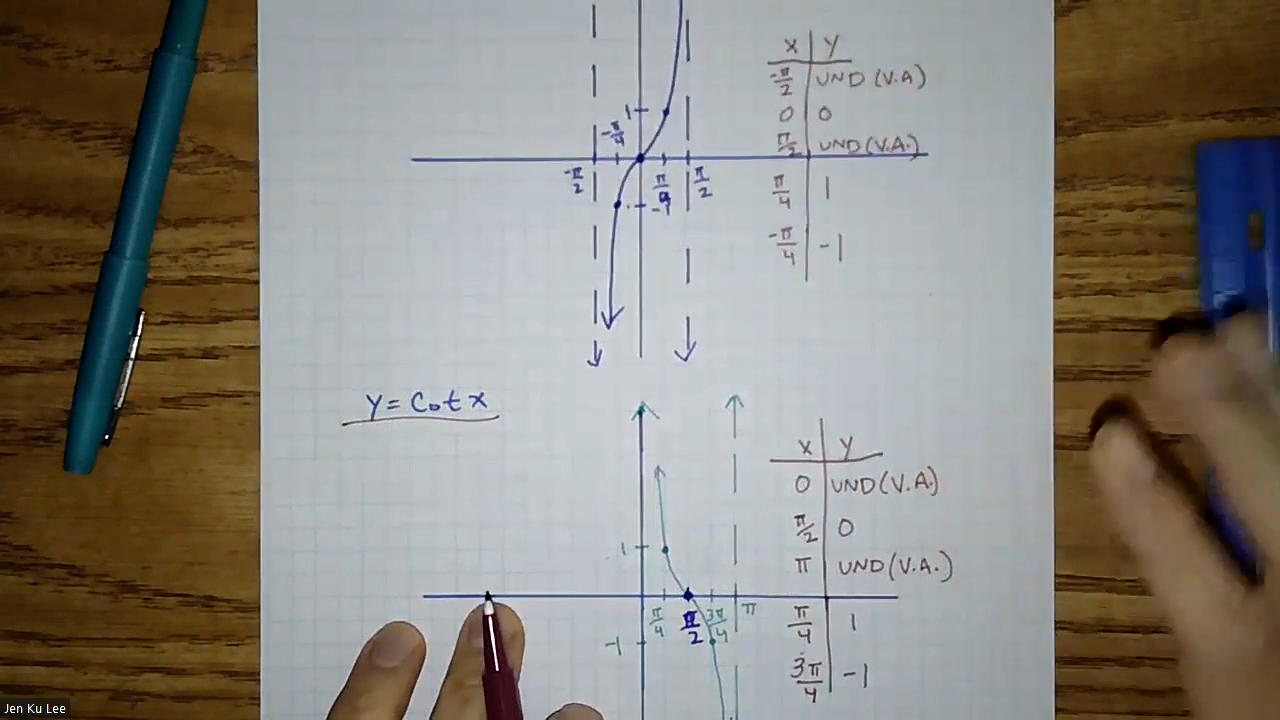 x y
-π/2 UND (V.A)
0 0
π/2 UND (V.A.)
π/4 1
-π/4 -1
1
-π/4
-π/2 π/4 π/2
-1
y = cot x
x y
0 UND (V.A.)
π/2 0
π UND (V.A.)
π/4 1
3π/4 -1
1
π/4 π/2 3π/4 π
-1
Jen Ku Lee